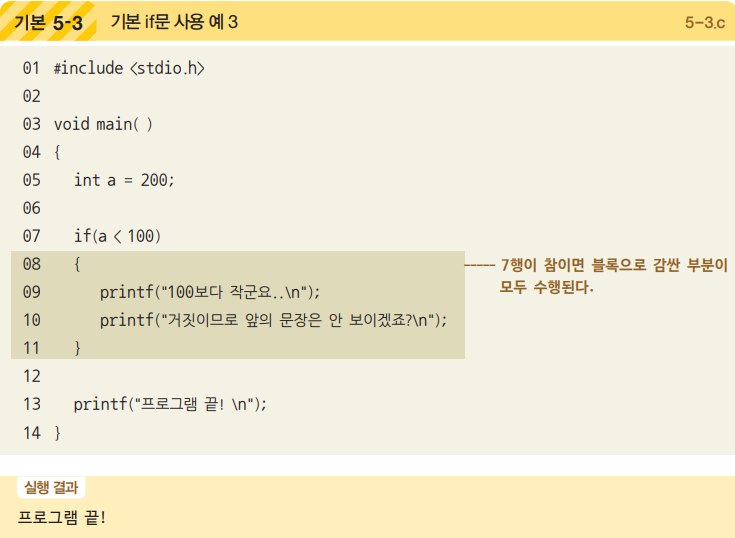 기본 5-3 기본 if문 사용 예 3 5-3.c
01 #include <stdio.h>
02
03 void main( )
04 {
05 int a = 200;
06
07 if(a < 100)
08 { 7행이 참이면 블록으로 감싼 부분이
09 printf("100보다 작군요..\n"); 모두 수행된다.
10 printf("거짓이므로 앞의 문장은 안 보이겠죠?\n");
11 }
12
13 printf("프로그램 끝! \n");
14 }
실행 결과
프로그램 끝!